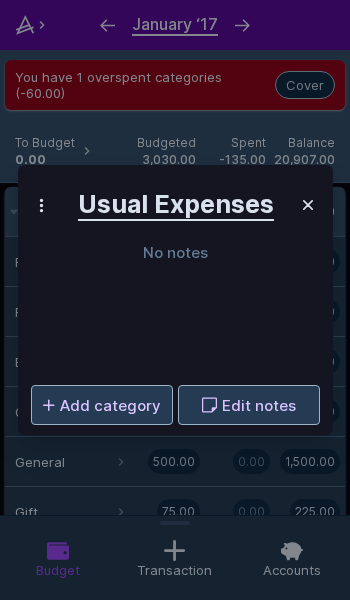 January ‘17
You have 1 overspent categories
(-60.00)
Cover
To Budget Budgeted Spent Balance
0.00 3,030.00 -135.00 20,907.00
Usual Expenses
No notes
Add category Edit notes
General 500.00 0.00 1,500.00
Gift 75.00 0.00 225.00
Budget Transaction Accounts